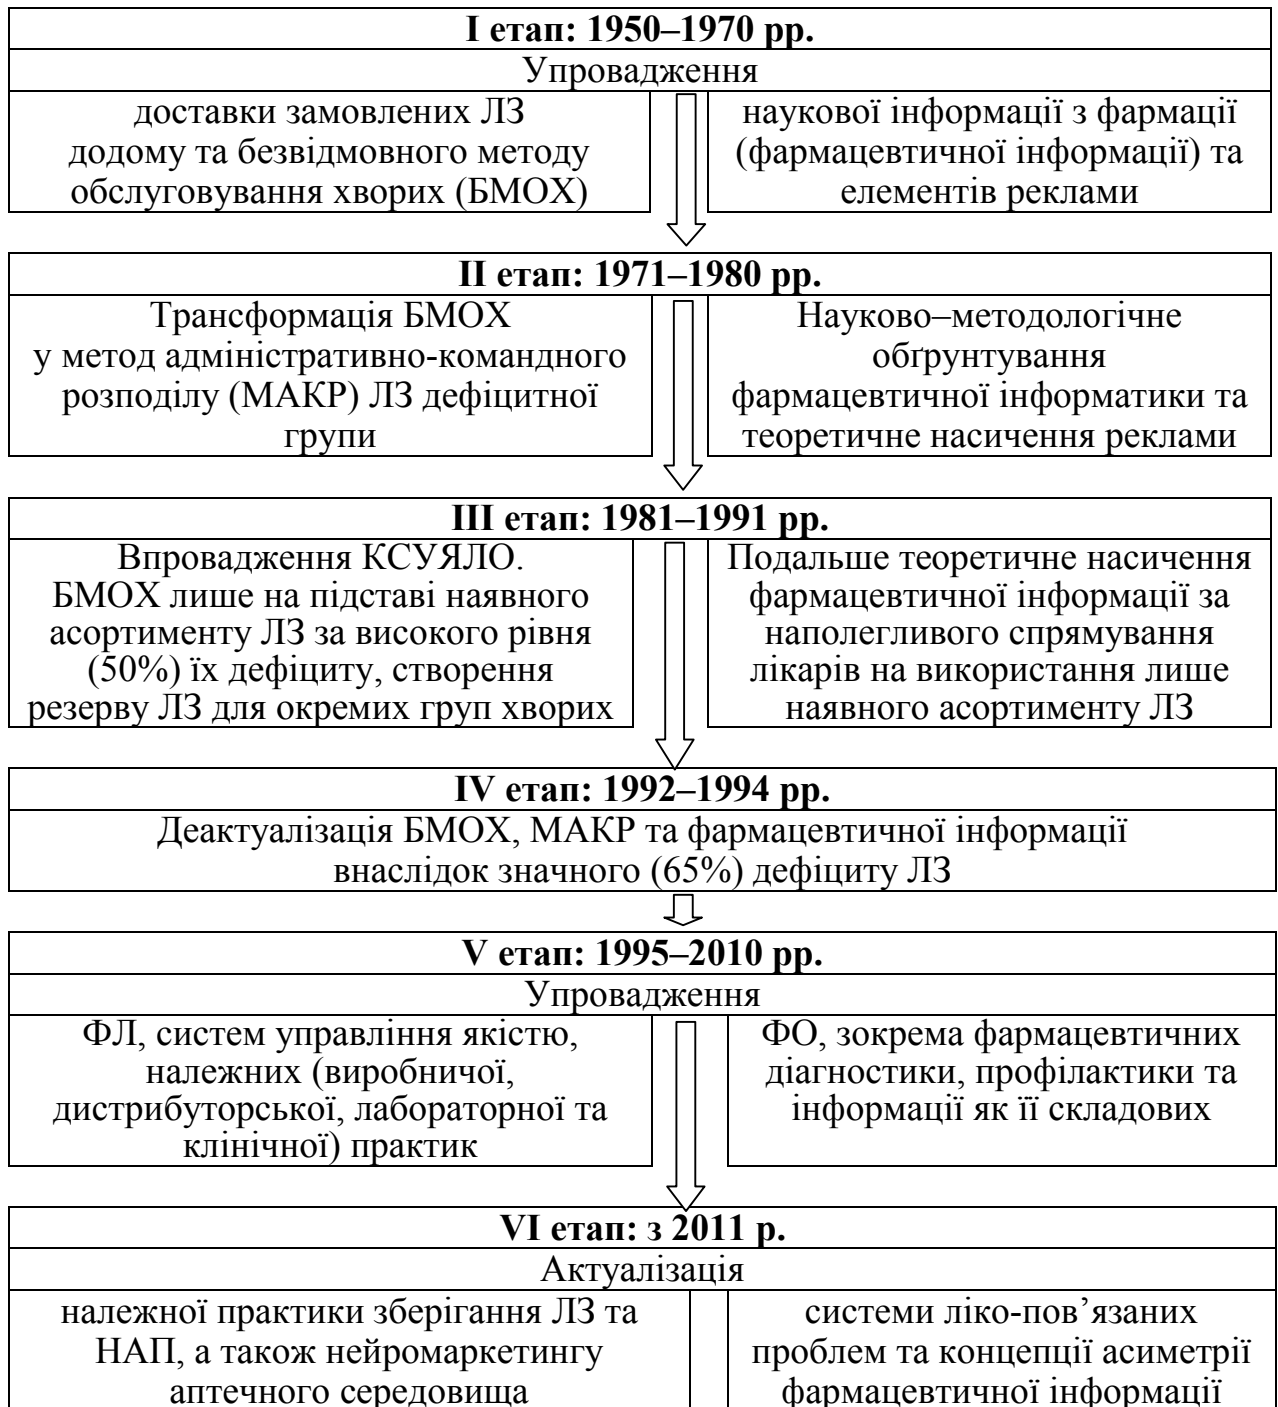 І етап: 1950–1970 рр.
Упровадження
доставки замовлених ЛЗ
додому та безвідмовного методу
обслуговування хворих (БМОХ)
наукової інформації з фармації
(фармацевтичної інформації) та
елементів реклами
ІІ етап: 1971–1980 рр.
Трансформація БМОХ
у метод адміністративно-командного
розподілу (МАКР) ЛЗ дефіцитної
групи
Науково–методологічне
обґрунтування
фармацевтичної інформатики та
теоретичне насичення реклами
ІІІ етап: 1981–1991 рр.
Впровадження КСУЯЛО.
БМОХ лише на підставі наявного
асортименту ЛЗ за високого рівня
(50%) їх дефіциту, створення
резерву ЛЗ для окремих груп хворих
Подальше теоретичне насичення
фармацевтичної інформації за
наполегливого спрямування
лікарів на використання лише
наявного асортименту ЛЗ
IV етап: 1992–1994 рр.
Деактуалізація БМОХ, МАКР та фармацевтичної інформації
внаслідок значного (65%) дефіциту ЛЗ
V етап: 1995–2010 рр.
Упровадження
ФЛ, систем управління якістю,
належних (виробничої,
дистрибуторської, лабораторної та
клінічної) практик
ФО, зокрема фармацевтичних
діагностики, профілактики та
інформації як її складових
VI етап: з 2011 р.
Актуалізація
належної практики зберігання ЛЗ та
НАП, а також нейромаркетингу
аптечного середовища
системи ліко-пов’язаних
проблем та концепції асиметрії
фармацевтичної інформації